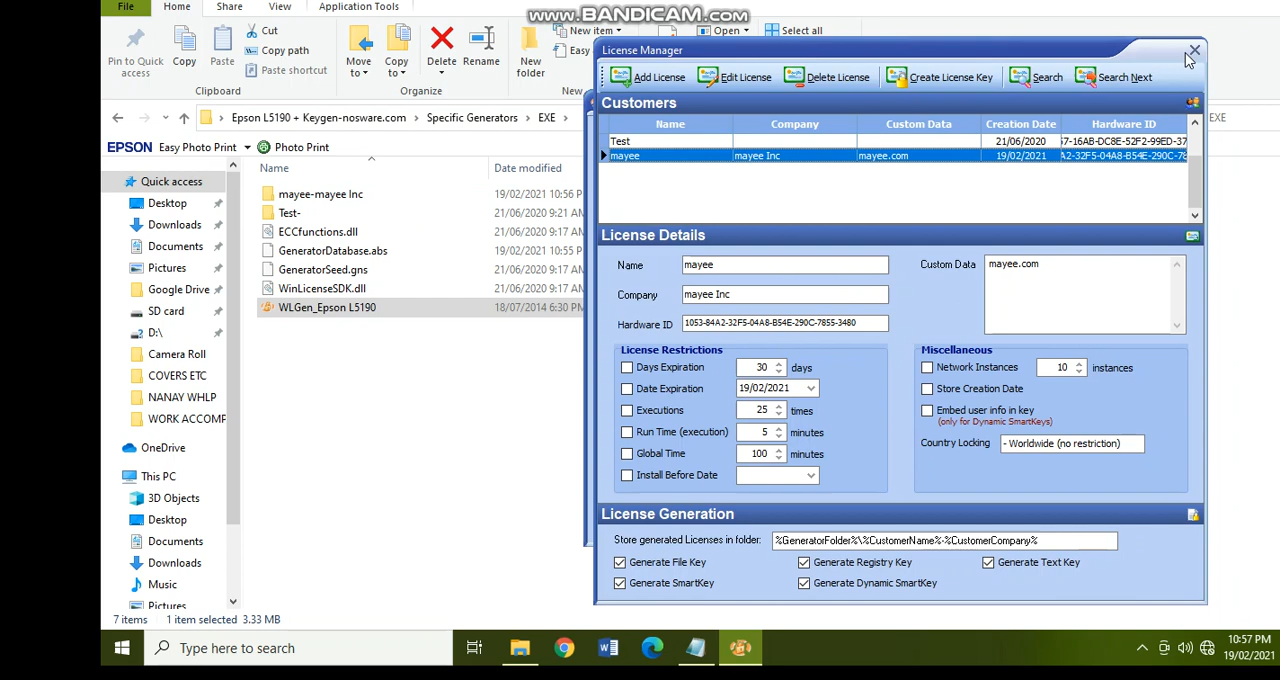 www.BANDICAM.com
File Home Share View Application Tools
Pin to Quick access
Copy
Paste
Cut
Copy path
Paste shortcut
Move to
Copy to
Delete
Rename
New folder
New item
Easy
Open
Select all
Clipboard Organize New
Epson L5190 + Keygen-nosware.com > Specific Generators > EXE >
EXE
EPSON Easy Photo Print Photo Print
Name Date modified
Quick access
Desktop
Downloads
Documents
Pictures
Google Drive
SD card
D:\
Camera Roll
COVERS ETC
NANAY WHLP
WORK ACCOMP
OneDrive
This PC
3D Objects
Desktop
Documents
Downloads
Music
Pictures
mayee-mayee Inc 19/02/2021 10:56 P
Test- 21/06/2020 9:21 AM
ECCfunctions.dll 21/06/2020 9:17 AM
GeneratorDatabase.abs 19/02/2021 10:55 P
GeneratorSeed.gns 21/06/2020 9:17 AM
WinLicenseSDK.dll 21/06/2020 9:17 AM
WLGen_Epson L5190 18/07/2014 6:30 P
7 items 1 item selected 3.33 MB
License Manager
Add License Edit License Delete License Create License Key Search Search Next
Customers
Name Company Custom Data Creation Date Hardware ID
Test 21/06/2020 57-16AB-DC8E-52F2-99ED-37
mayee mayee Inc mayee.com 19/02/2021 A2-32F5-04A8-B54E-290C-78
License Details
Name mayee
Company mayee Inc
Hardware ID 1053-84A2-32F5-04A8-B54E-290C-7855-3480
Custom Data mayee.com
License Restrictions
Days Expiration 30 days
Date Expiration 19/02/2021
Executions 25 times
Run Time (execution) 5 minutes
Global Time 100 minutes
Install Before Date
Miscellaneous
Network Instances 10 instances
Store Creation Date
Embed user info in key
(only for Dynamic SmartKeys)
Country Locking - Worldwide (no restriction)
License Generation
Store generated Licenses in folder: %GeneratorFolder%\%CustomerName%-%CustomerCompany%
Generate File Key Generate Registry Key Generate Text Key
Generate SmartKey Generate Dynamic SmartKey
Type here to search
10:57 PM
19/02/2021